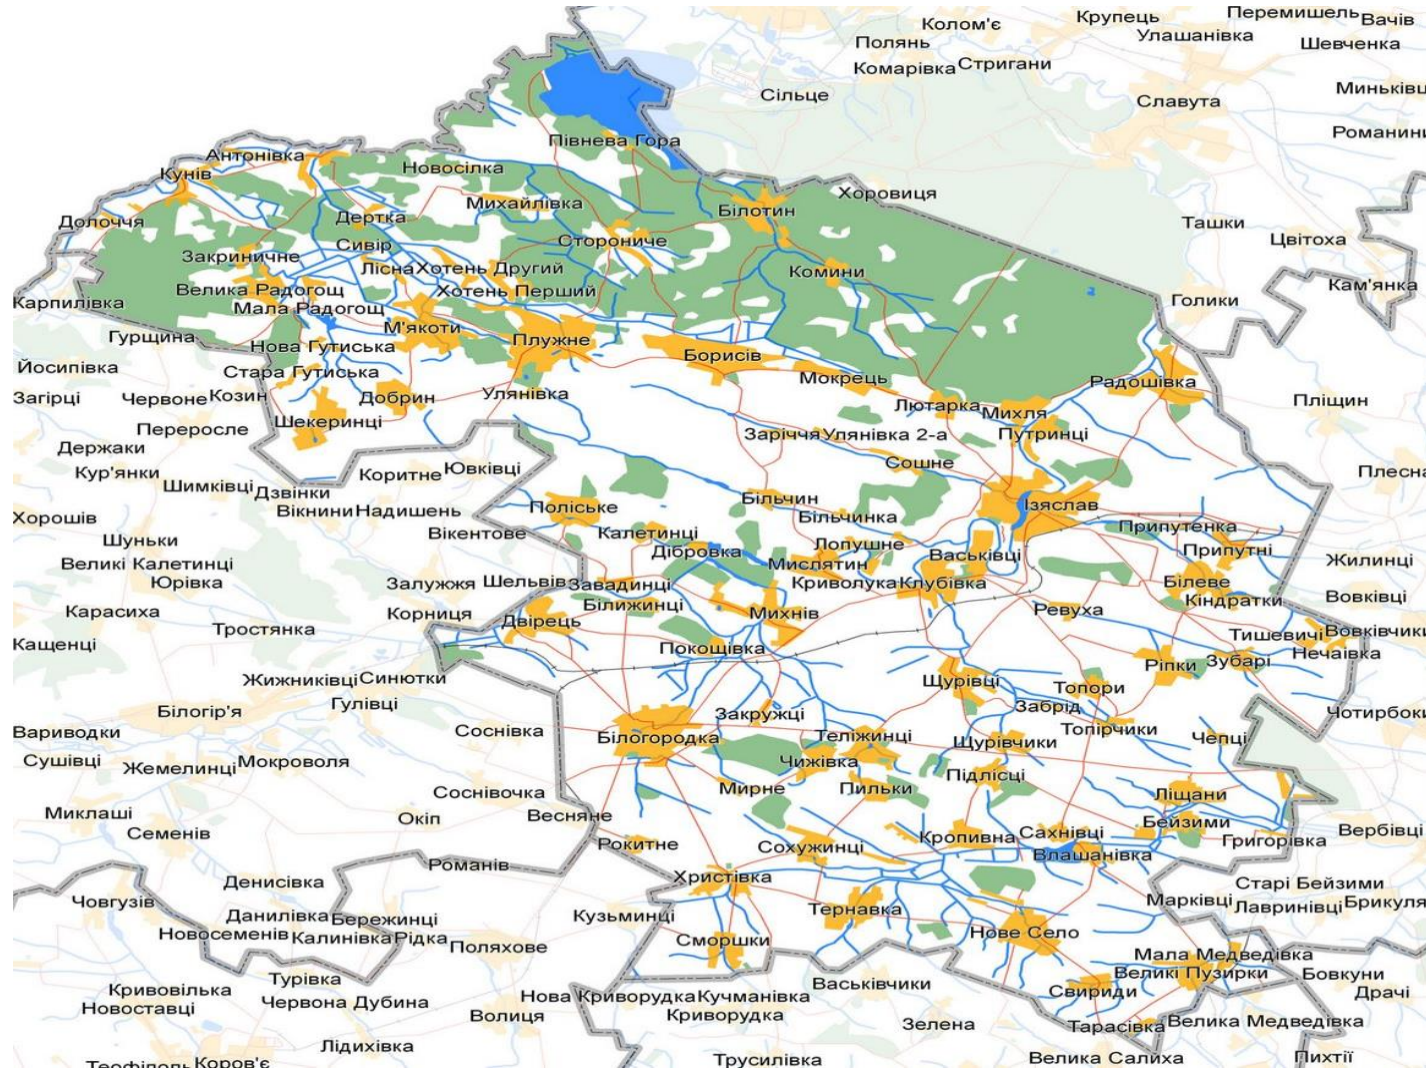 Крупець
Перемишель
Вачів
Колом'є
Улашанівка
Полянь
Шевченка
Комарівка
Стригани
Сільце
Славута
Миньківц
Романини
Півнева Гора
Антонівка
Новосілка
Кунів
Хоровиця
Михайлівка
Білотин
Долоччя
Дертка
Ташки
Сивір
Сторониче
Цвітоха
Закриничне
Лісна
Хотень Другий
Комини
Велика Радогощ
Хотень Перший
Кам'янка
Карпилівка
Мала Радогощ
Голики
М'якоти
Гурщина
Нова Гутиська
Плужне
Борисів
Йосипівка
Стара Гутиська
Мокрець
Радошівка
Загірці
Червоне
Козин
Добрин
Улянівка
Лютарка
Михля
Пліщин
Переросле
Шекеринці
Заріччя
Улянівка 2-а
Путринці
Держаки
Кур'янки
Коритне
Ювківці
Сошне
Плесна
Шимківці
Дзвінки
Більчин
Хорошів
Вікнини
Надишень
Поліське
Більчинка
Ізяслав
Шуньки
Вікентове
Калетинці
Припутенка
Великі Калетинці
Дібровка
Лопушне
Васьківці
Припутні
Жилинці
Юрівка
Залужжя
Шельвів
Завадинці
Мислятин
Криволука
Клубівка
Білеве
Карасиха
Корниця
Білижинці
Михнів
Ревуха
Кіндратки
Вовківці
Тростянка
Двірець
Тишевичі
Вовківчики
Кащенці
Покощівка
Ріпки
Зубарі
Нечаївка
Жижниківці
Синютки
Щурівці
Топори
Білогір'я
Гулівці
Закружці
Забрід
Чотирбоки
Вариводки
Соснівка
Білогородка
Теліжинці
Щурівчики
Топірчики
Чепці
Сушівці
Жемелинці
Мокроволя
Чижівка
Підлісці
Соснівочка
Мирне
Пильки
Ліщани
Миклаші
Окіп
Весняне
Бейзими
Семенів
Рокитне
Сохужинці
Кропивна
Сахнівці
Григорівка
Вербівці
Романів
Влашанівка
Денисівка
Христівка
Старі Бейзими
Човгузів
Данилівка
Бережинці
Кузьминці
Тернавка
Марківці
Лавринівці
Брикуля
Новосеменів
Калинівка
Рідка
Поляхове
Сморшки
Нове Село
Турівка
Мала Медведівка
Кривовілька
Нова Криворудка
Кучманівка
Васьківчики
Свириди
Великі Пузирки
Бовкуни
Новоставці
Червона Дубина
Волиця
Криворудка
Драчі
Зелена
Тарасівка
Велика Медведівка
Лідихівка
Теофіполь
Коров'є
Трусилівка
Велика Салиха
Пихтії